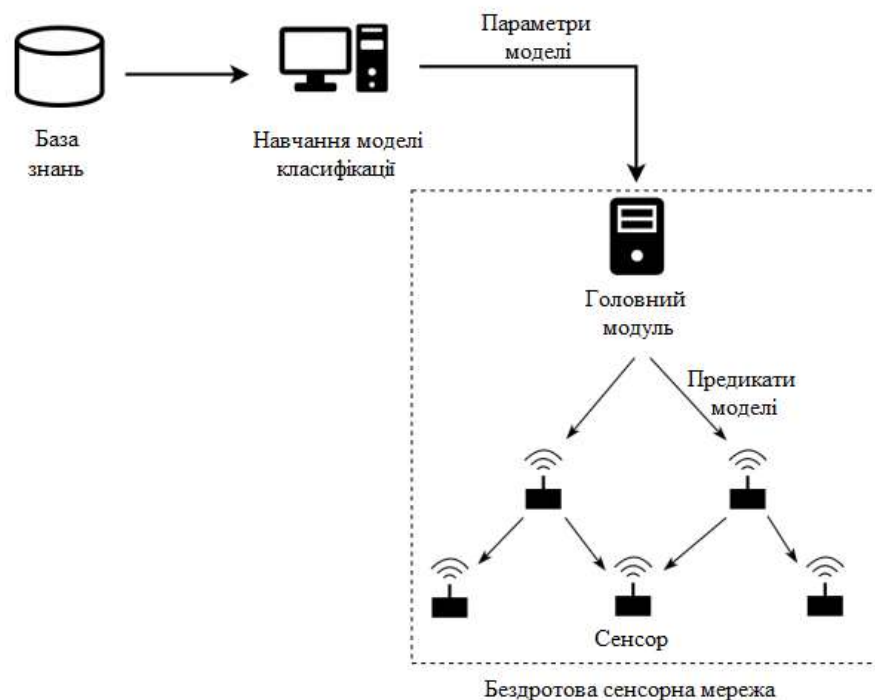 Параметри
моделі
База
знань
Навчання моделі
класифікації
Головний
модуль
Предикати
моделі
Сенсор
Бездротова сенсорна мережа